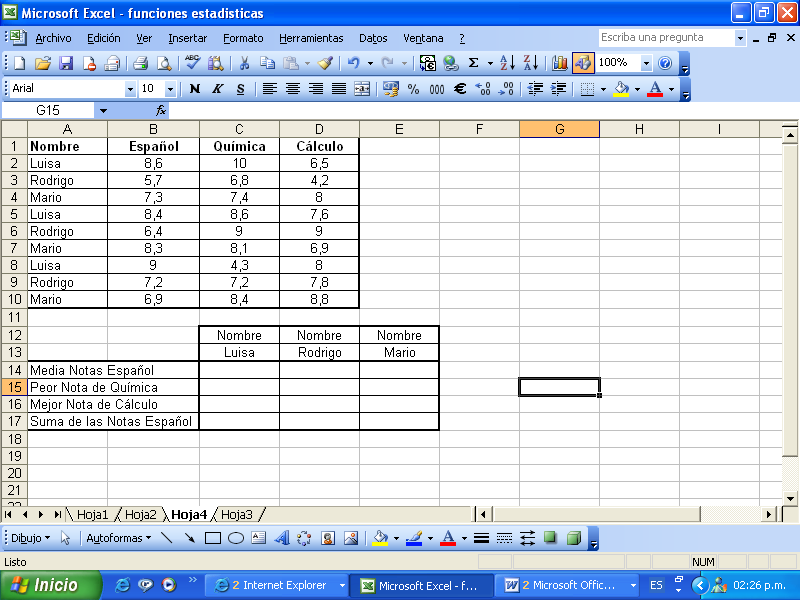 Microsoft Excel - funciones estadisticas
Archivo Edición Ver Insertar Formato Herramientas Datos Ventana ? Escriba una pregunta
100%
Arial 10 N K S % 000 €
G15 fx
A B C D E F G H I
1 Nombre Español Química Cálculo
2 Luisa 8,6 10 6,5
3 Rodrigo 5,7 6,8 4,2
4 Mario 7,3 7,4 8
5 Luisa 8,4 8,6 7,6
6 Rodrigo 6,4 9 9
7 Mario 8,3 8,1 6,9
8 Luisa 9 4,3 8
9 Rodrigo 7,2 7,2 7,8
10 Mario 6,9 8,4 8,8
11
12 Nombre Nombre Nombre
13 Luisa Rodrigo Mario
14 Media Notas Español
15 Peor Nota de Química
16 Mejor Nota de Cálculo
17 Suma de las Notas Español
18
19
20
21
Hoja1 Hoja2 Hoja4 Hoja3
Dibujo Autoformas
Listo NUM
Inicio 2 Internet Explorer Microsoft Excel - f... 2 Microsoft Offic... ES 02:26 p.m.